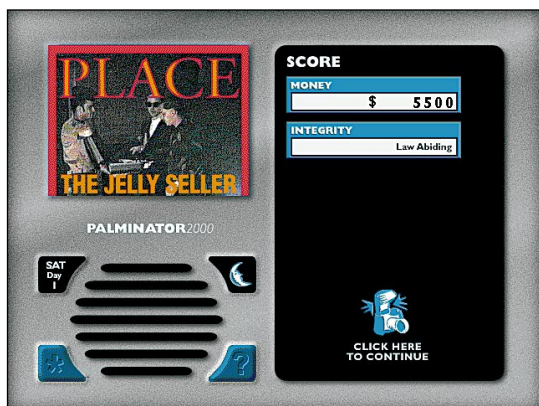 PLACE
THE JELLY SELLER
PALMINATOR2000
SAT
Day
1
*
?
SCORE
MONEY
$ 5500
INTEGRITY
Law Abiding
CLICK HERE
TO CONTINUE